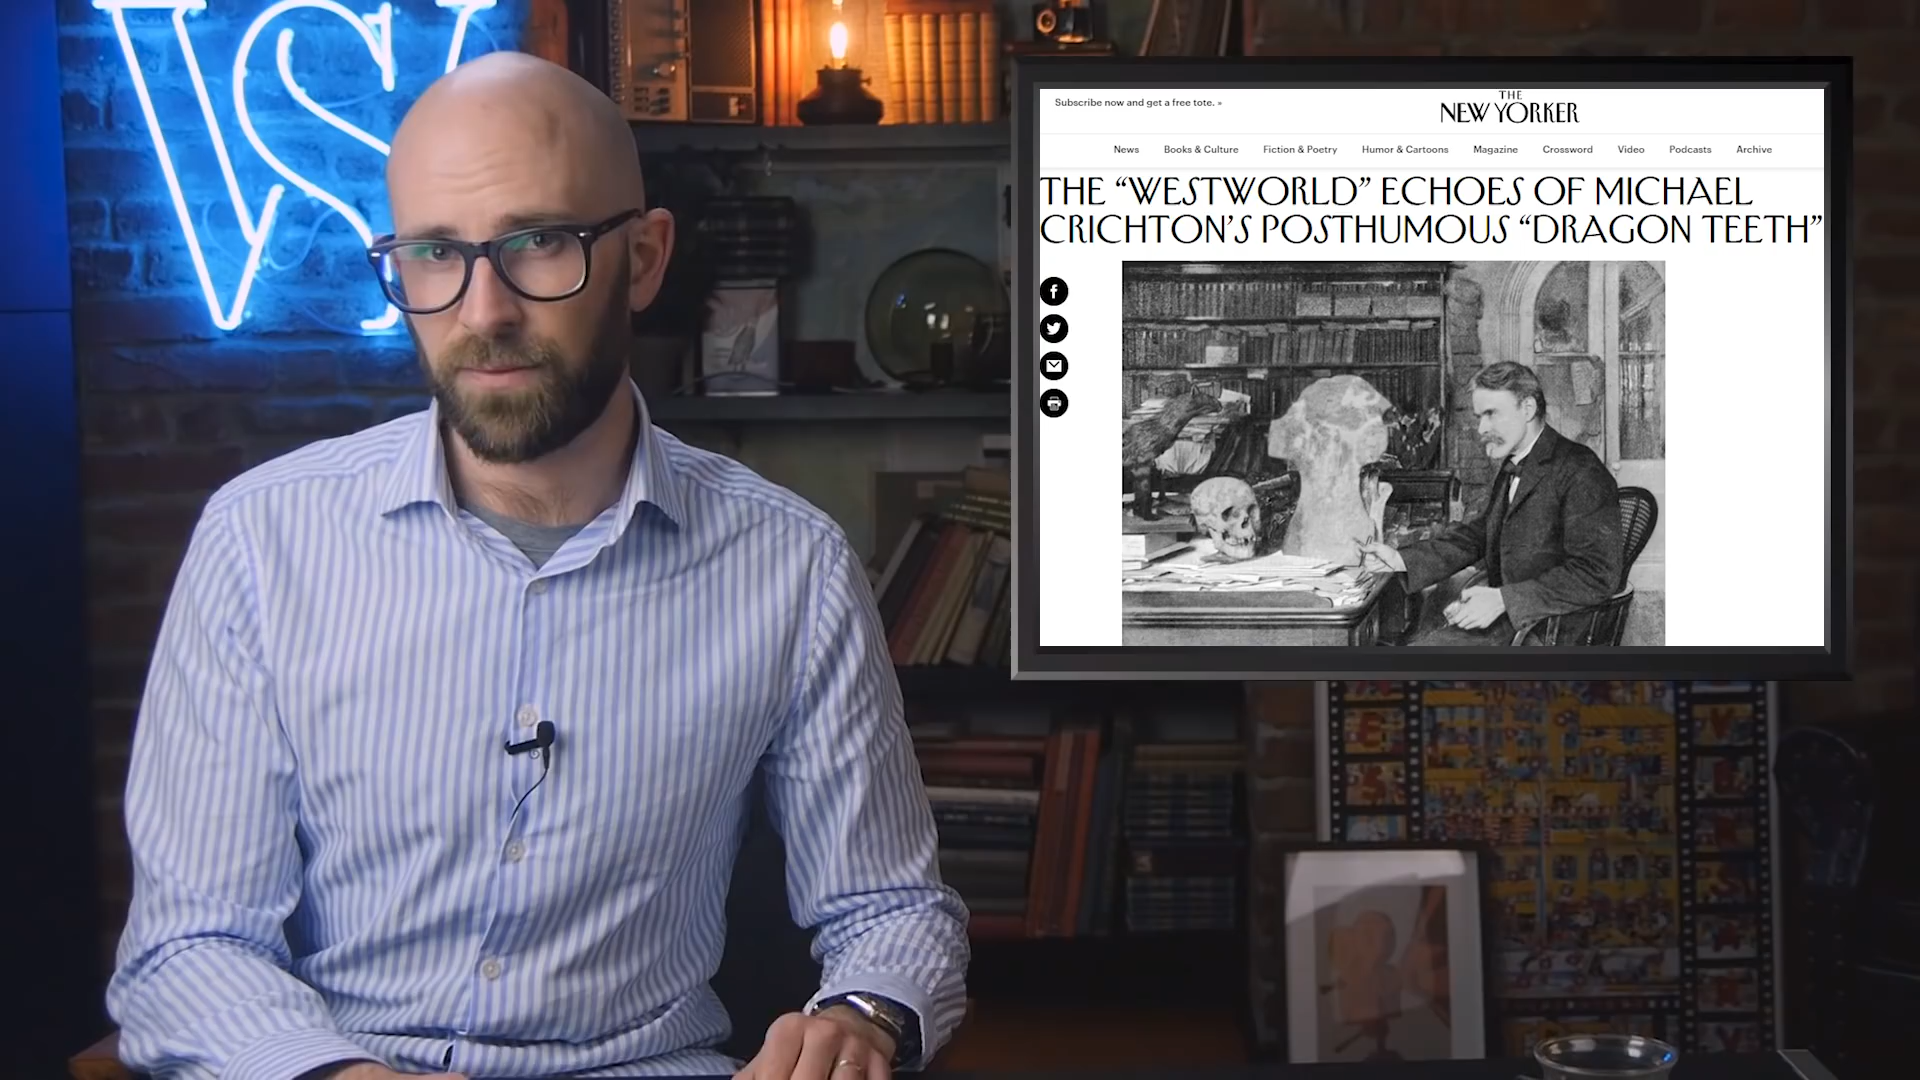 VS
Subscribe now and get a free tote. »
THE
NEW YORKER
News Books & Culture Fiction & Poetry Humor & Cartoons Magazine Crossword Video Podcasts Archive
THE “WESTWORLD” ECHOES OF MICHAEL
CRICHTON’S POSTHUMOUS “DRAGON TEETH”